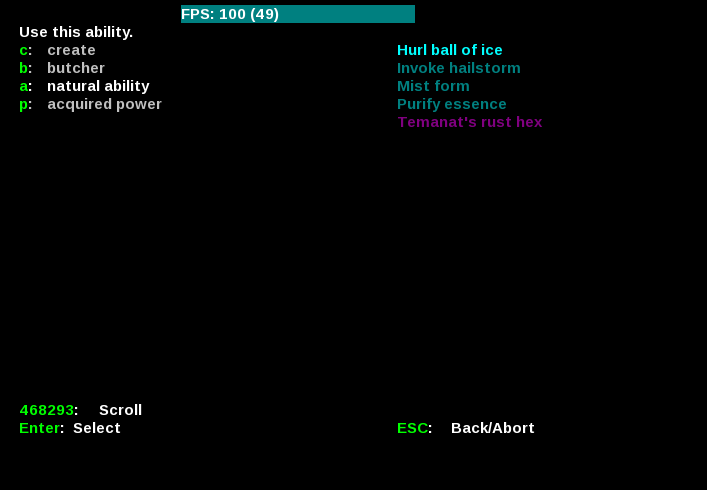 FPS: 100 (49)
Use this ability.
c: create Hurl ball of ice
b: butcher Invoke hailstorm
a: natural ability Mist form
p: acquired power Purify essence
Temanat's rust hex
468293: Scroll
Enter: Select ESC: Back/Abort